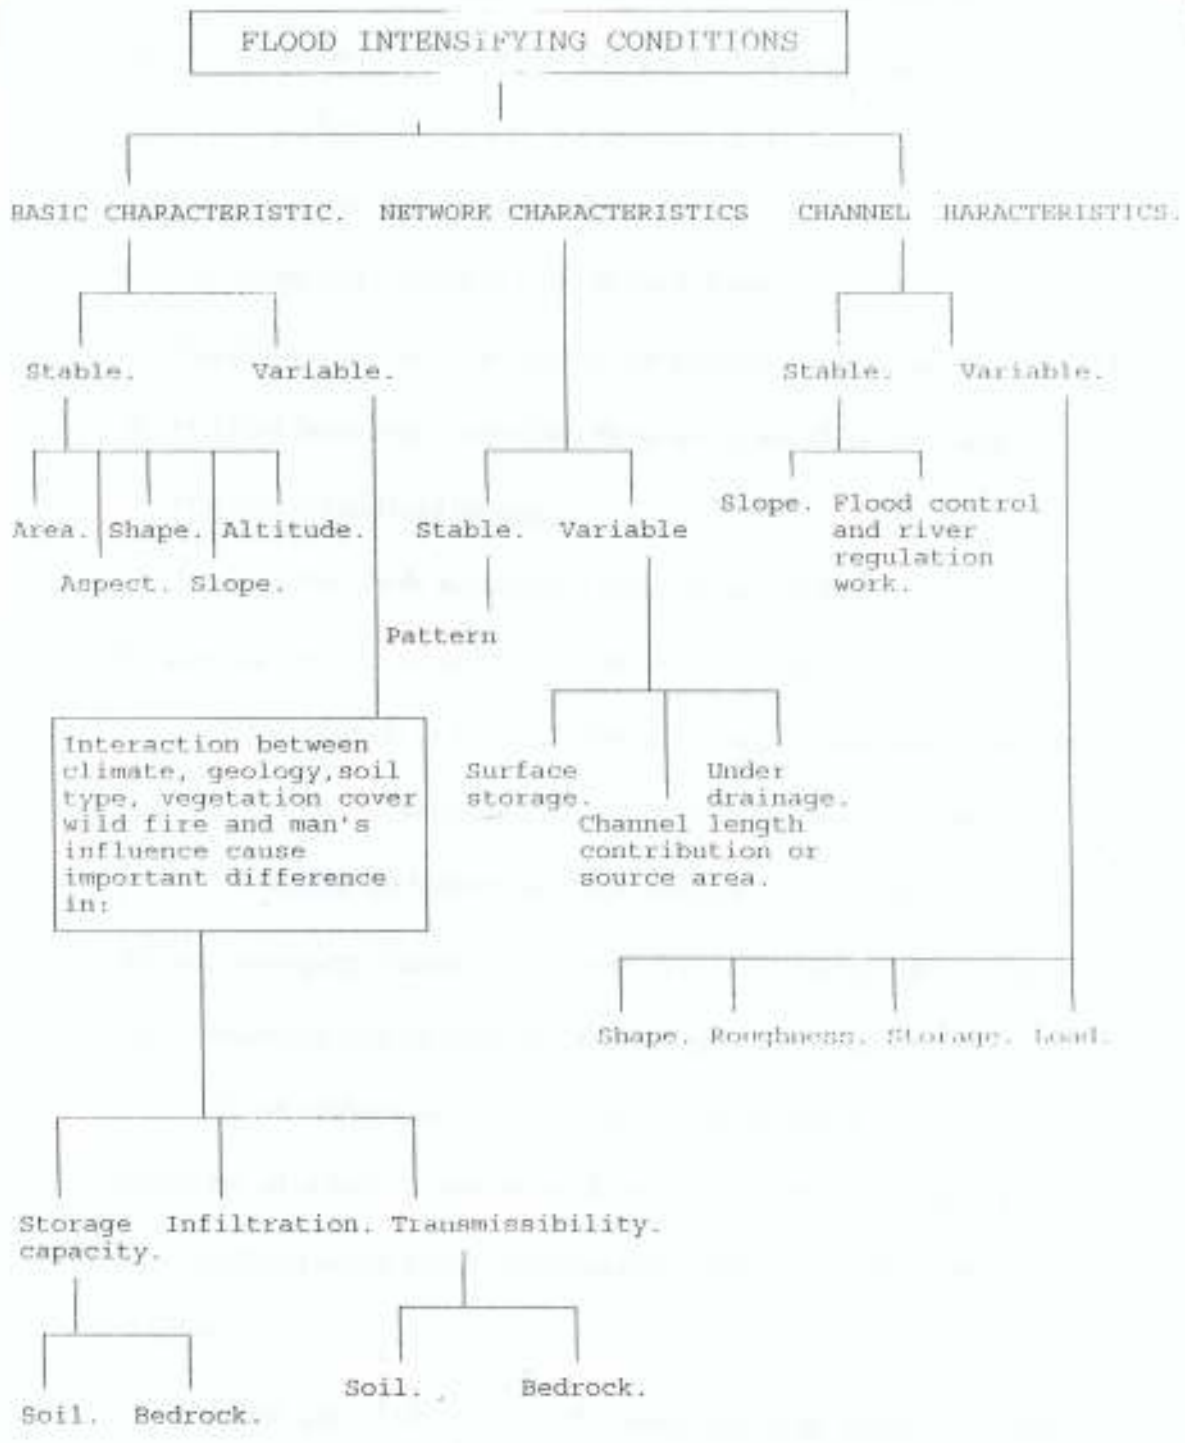 FLOOD INTENSiFYING CONDITIONS
BASIC CHARACTERISTIC. NETWORK CHARACTERISTICS CHANNEL HARACTERISTICS.
Stable. Variable. Stable. Variable.
Area. Shape. Altitude.
Aspect. Slope.
Stable. Variable
Pattern
Slope. Flood control
and river
regulation
work.
Interaction between
climate, geology,soil
type, vegetation cover
wild fire and man's
influence cause
important difference
in:
Surface
storage.
Under
drainage.
Channel length
contribution or
source area.
Shape. Roughness. Storage. Load.
Storage
capacity.
Infiltration. Transmissibility.
Soil. Bedrock.
Soil. Bedrock.